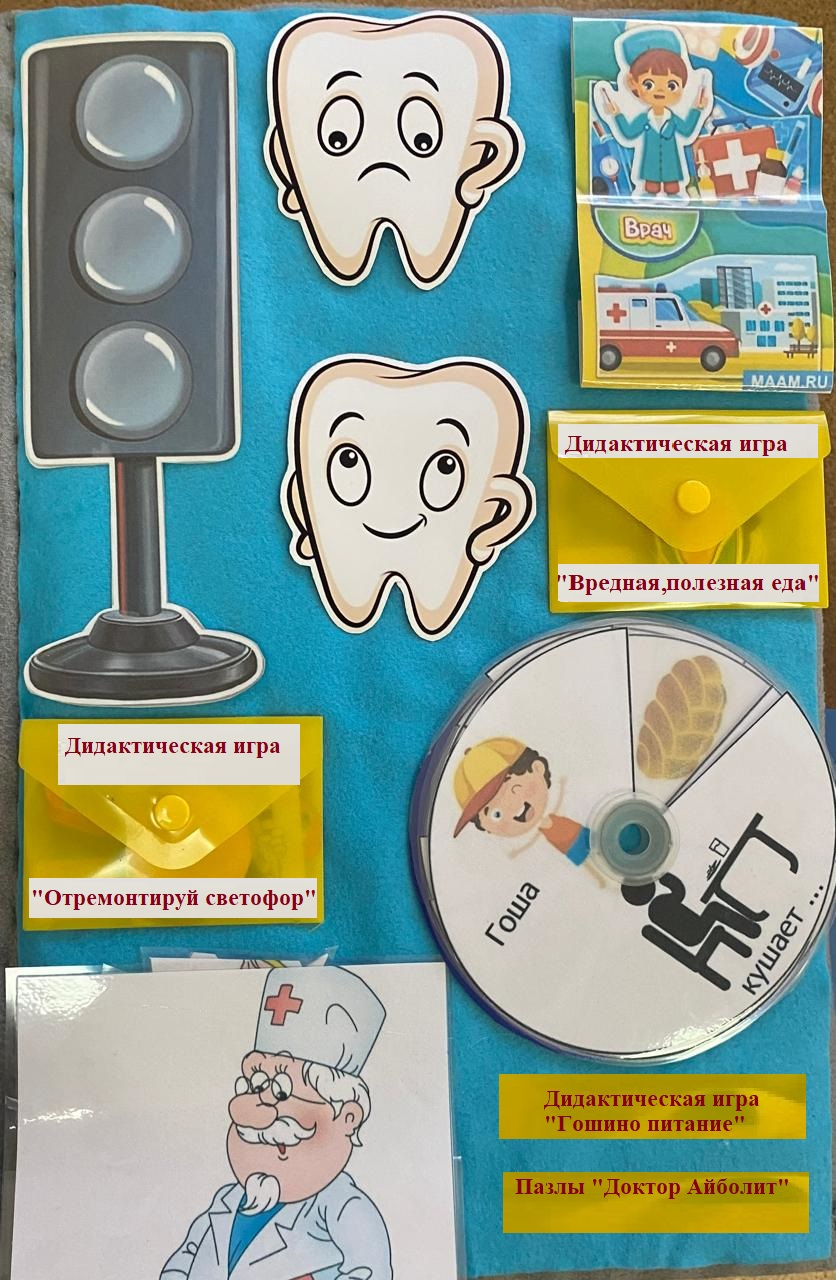 Врач
MAAM.RU
Дидактическая игра
"Вредная,полезная еда"
Дидактическая игра
"Отремонтируй светофор"
Гоша
кушает ...
Дидактическая игра
"Гошино питание"
Пазлы "Доктор Айболит"